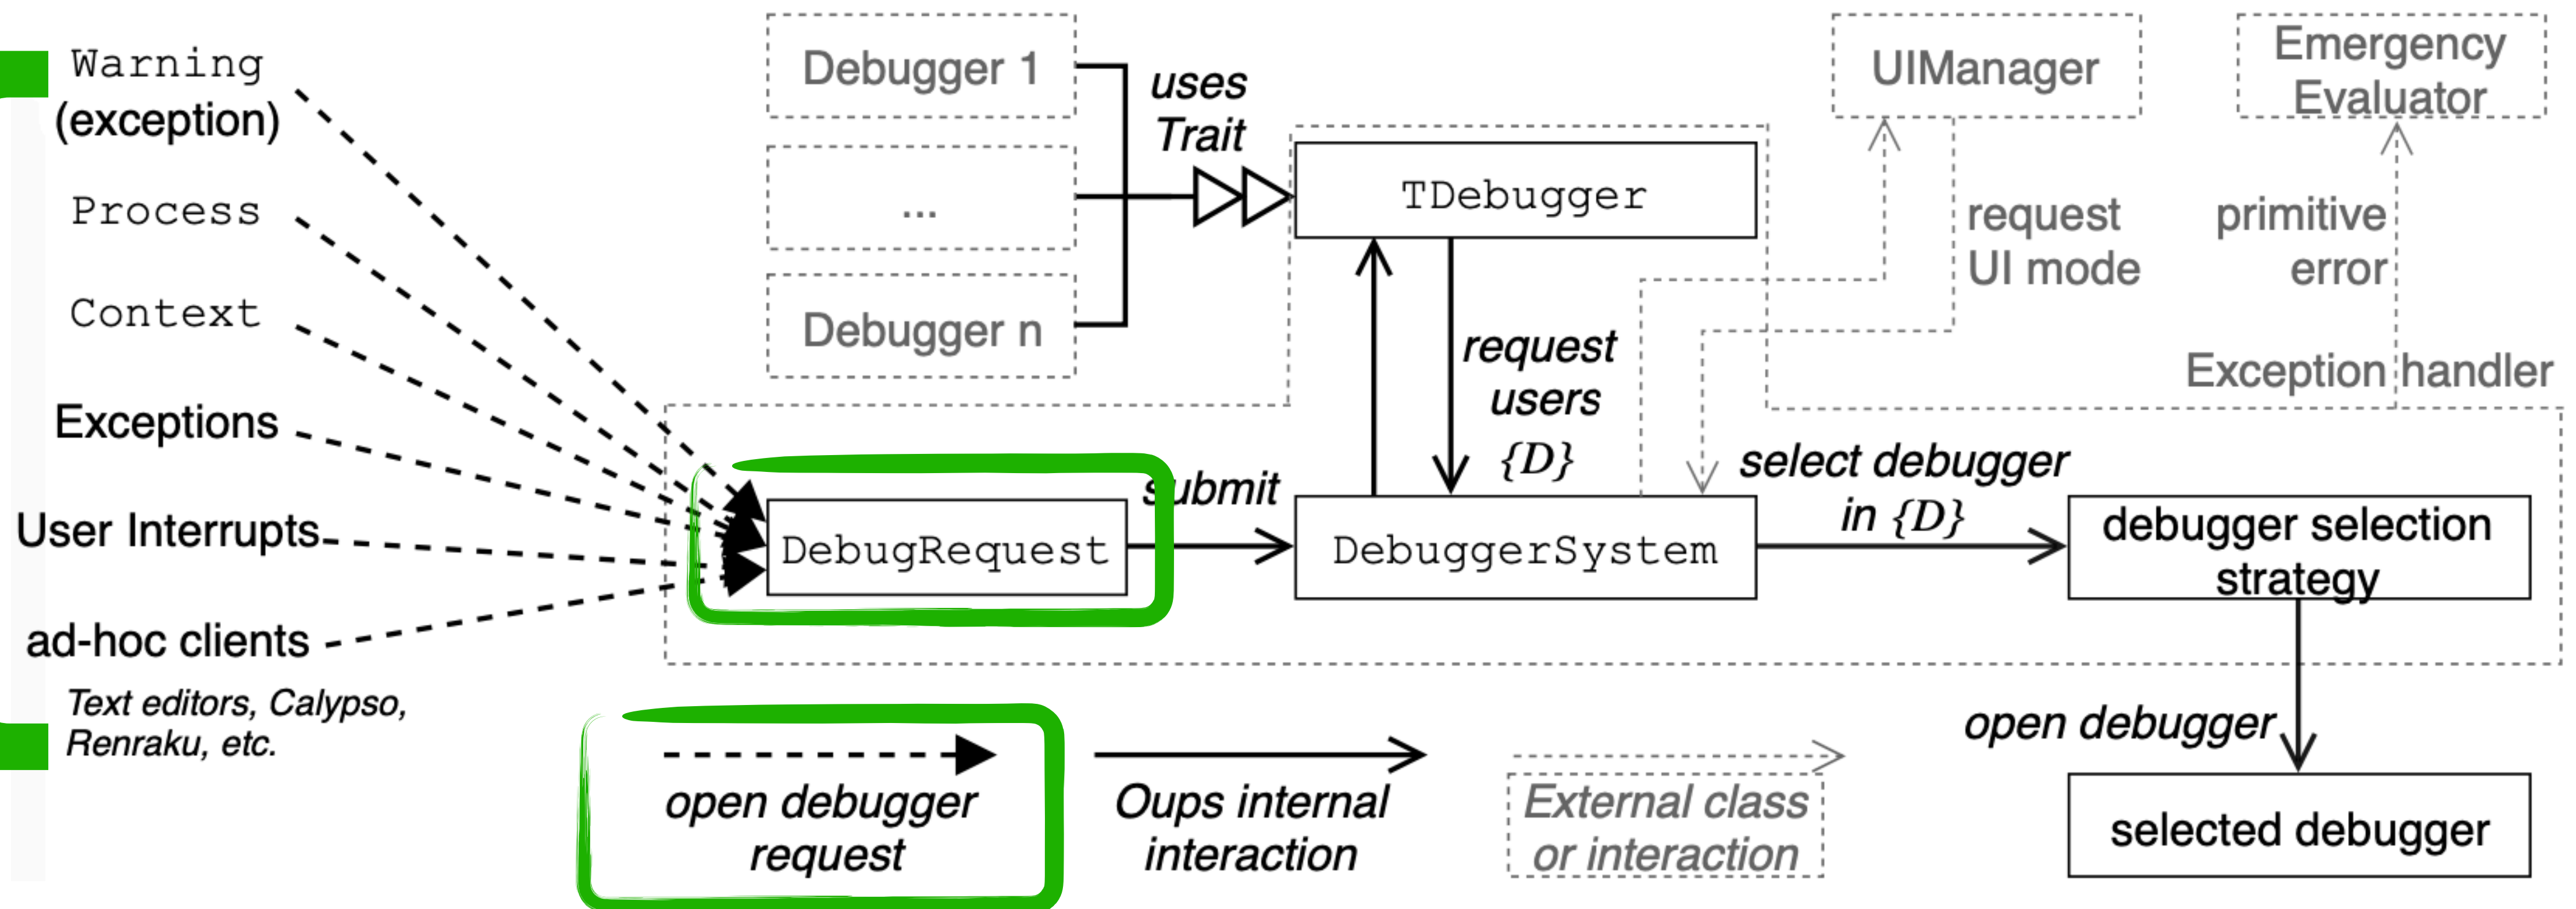 Warning
(exception)
Process
Context
Exceptions
User Interrupts
ad-hoc clients
Text editors, Calypso,
Renraku, etc.
Debugger 1
...
Debugger n
uses
Trait
TDebugger
UIManager
Emergency
Evaluator
request
UI mode
primitive
error
Exception handler
request
users
{D}
DebugRequest
submit
DebuggerSystem
select debugger
in {D}
debugger selection
strategy
open debugger
selected debugger
open debugger
request
Oups internal
interaction
External class
or interaction